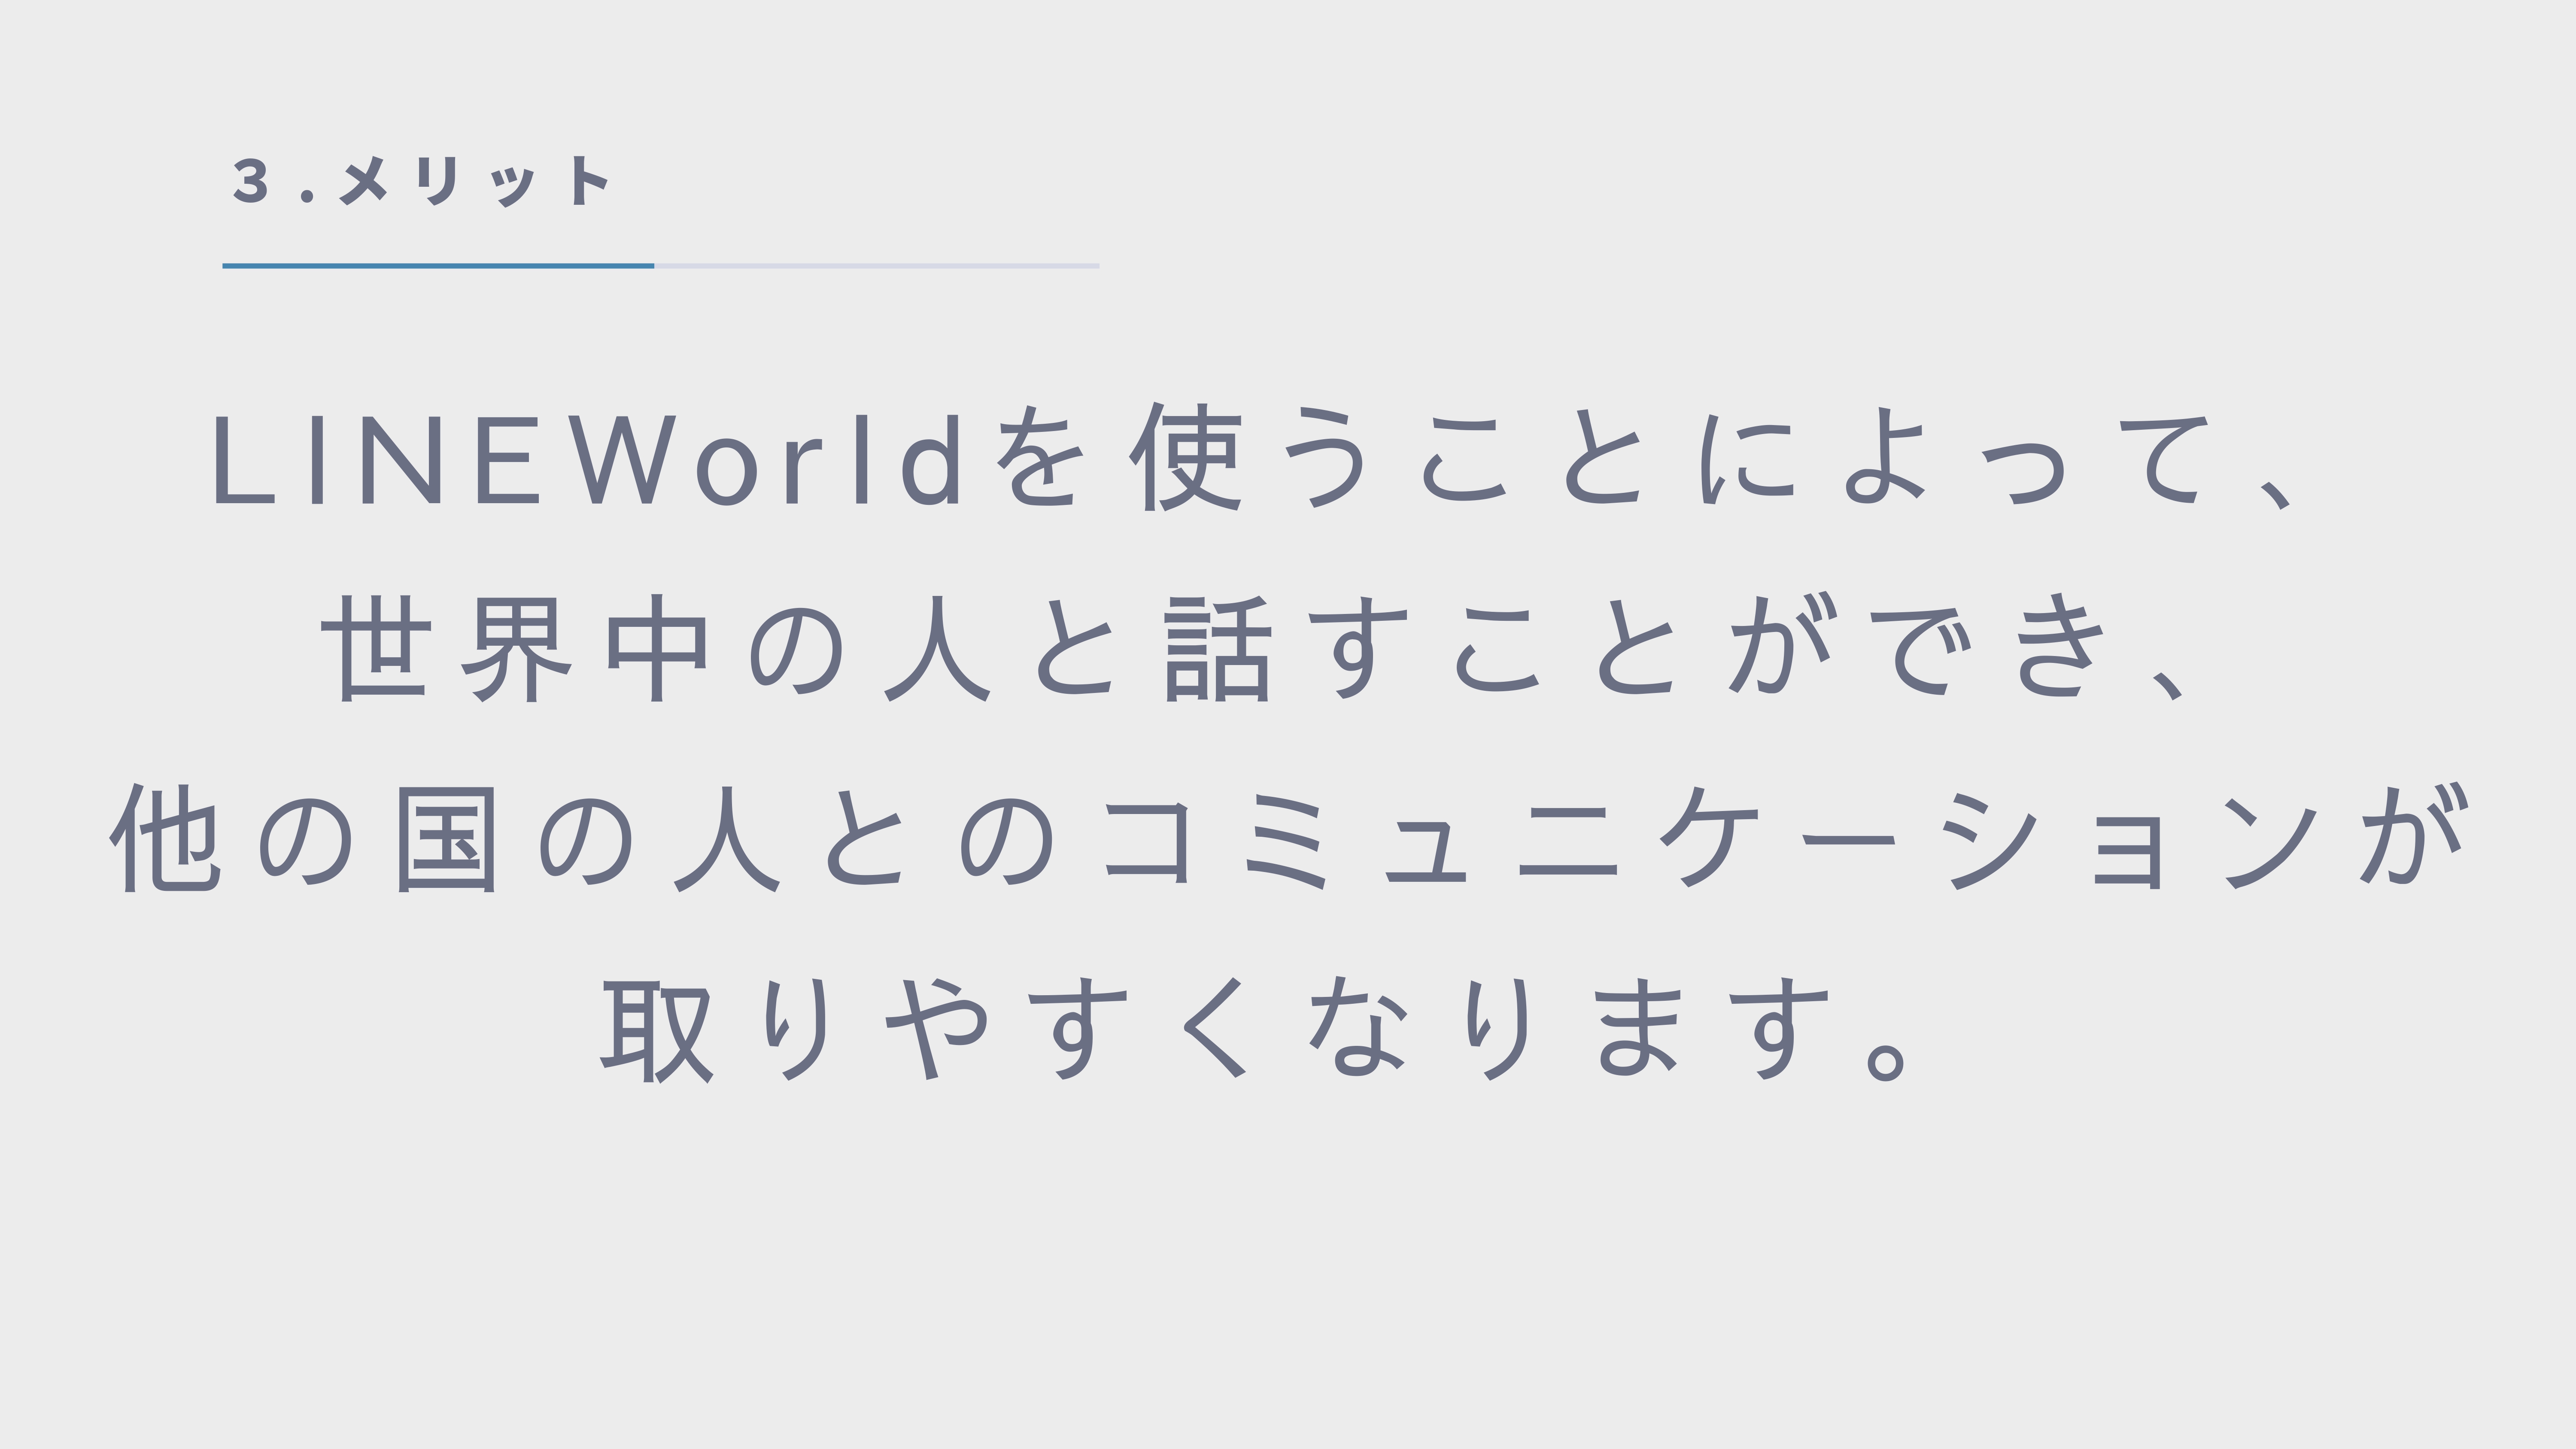 3.メリット
LINEWorldを使うことによって、
世界中の人と話すことができ、
他の国の人とのコミュニケーションが
取りやすくなります。